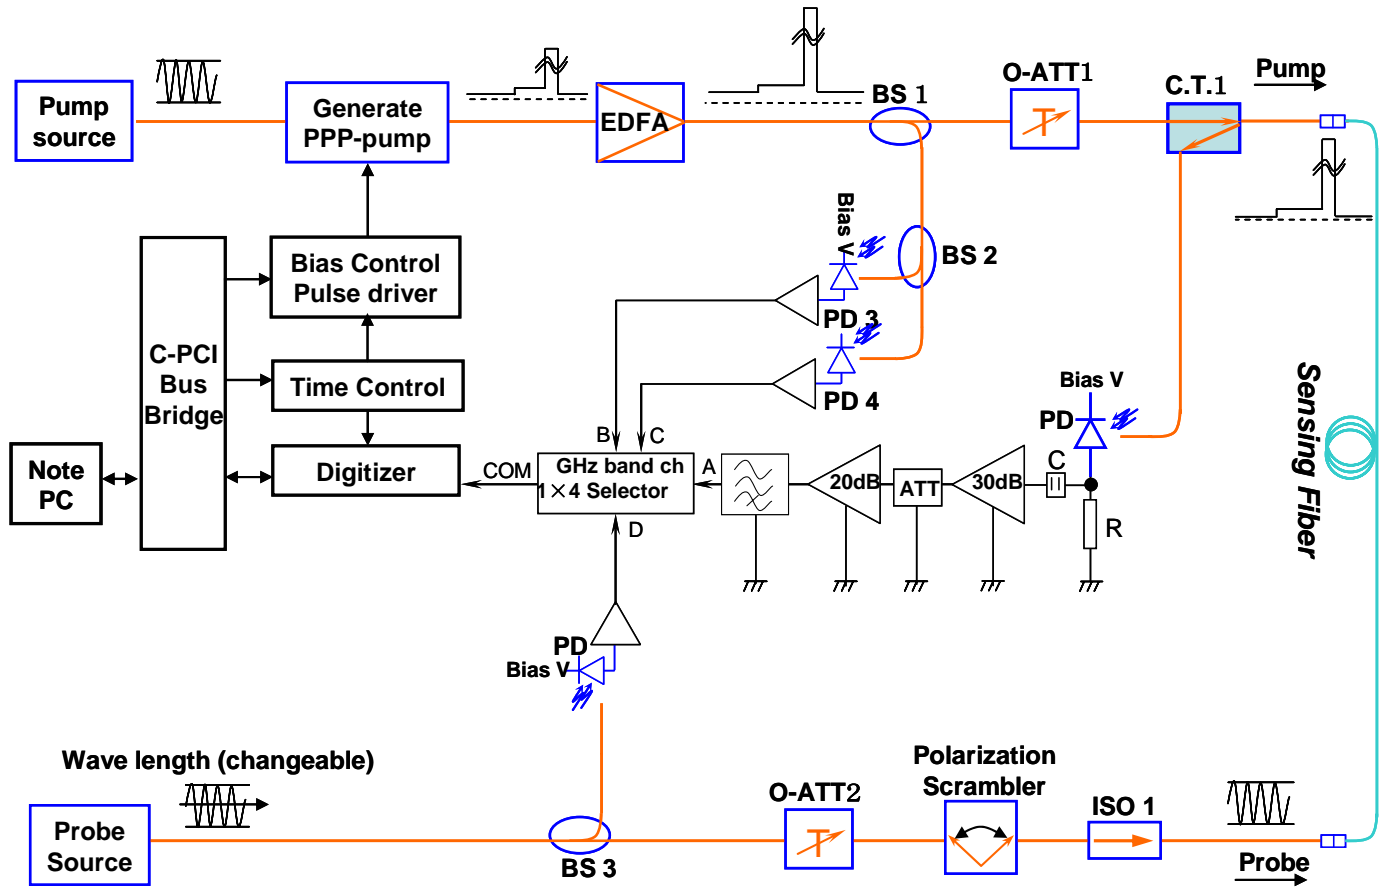 Pump
source
Generate
PPP-pump
EDFA
BS 1
O-ATT1
C.T.1
Pump
Bias V
BS 2
PD 3
PD 4
Bias Control
Pulse driver
C-PCI
Bus
Bridge
Time Control
Digitizer
Note
PC
COM
B
C
GHz band ch
1×4 Selector
A
D
20dB
ATT
30dB
C
R
Bias V
PD
Sensing Fiber
PD
Bias V
Wave length (changeable)
Probe
Source
BS 3
O-ATT2
T
Polarization
Scrambler
ISO 1
Probe
T